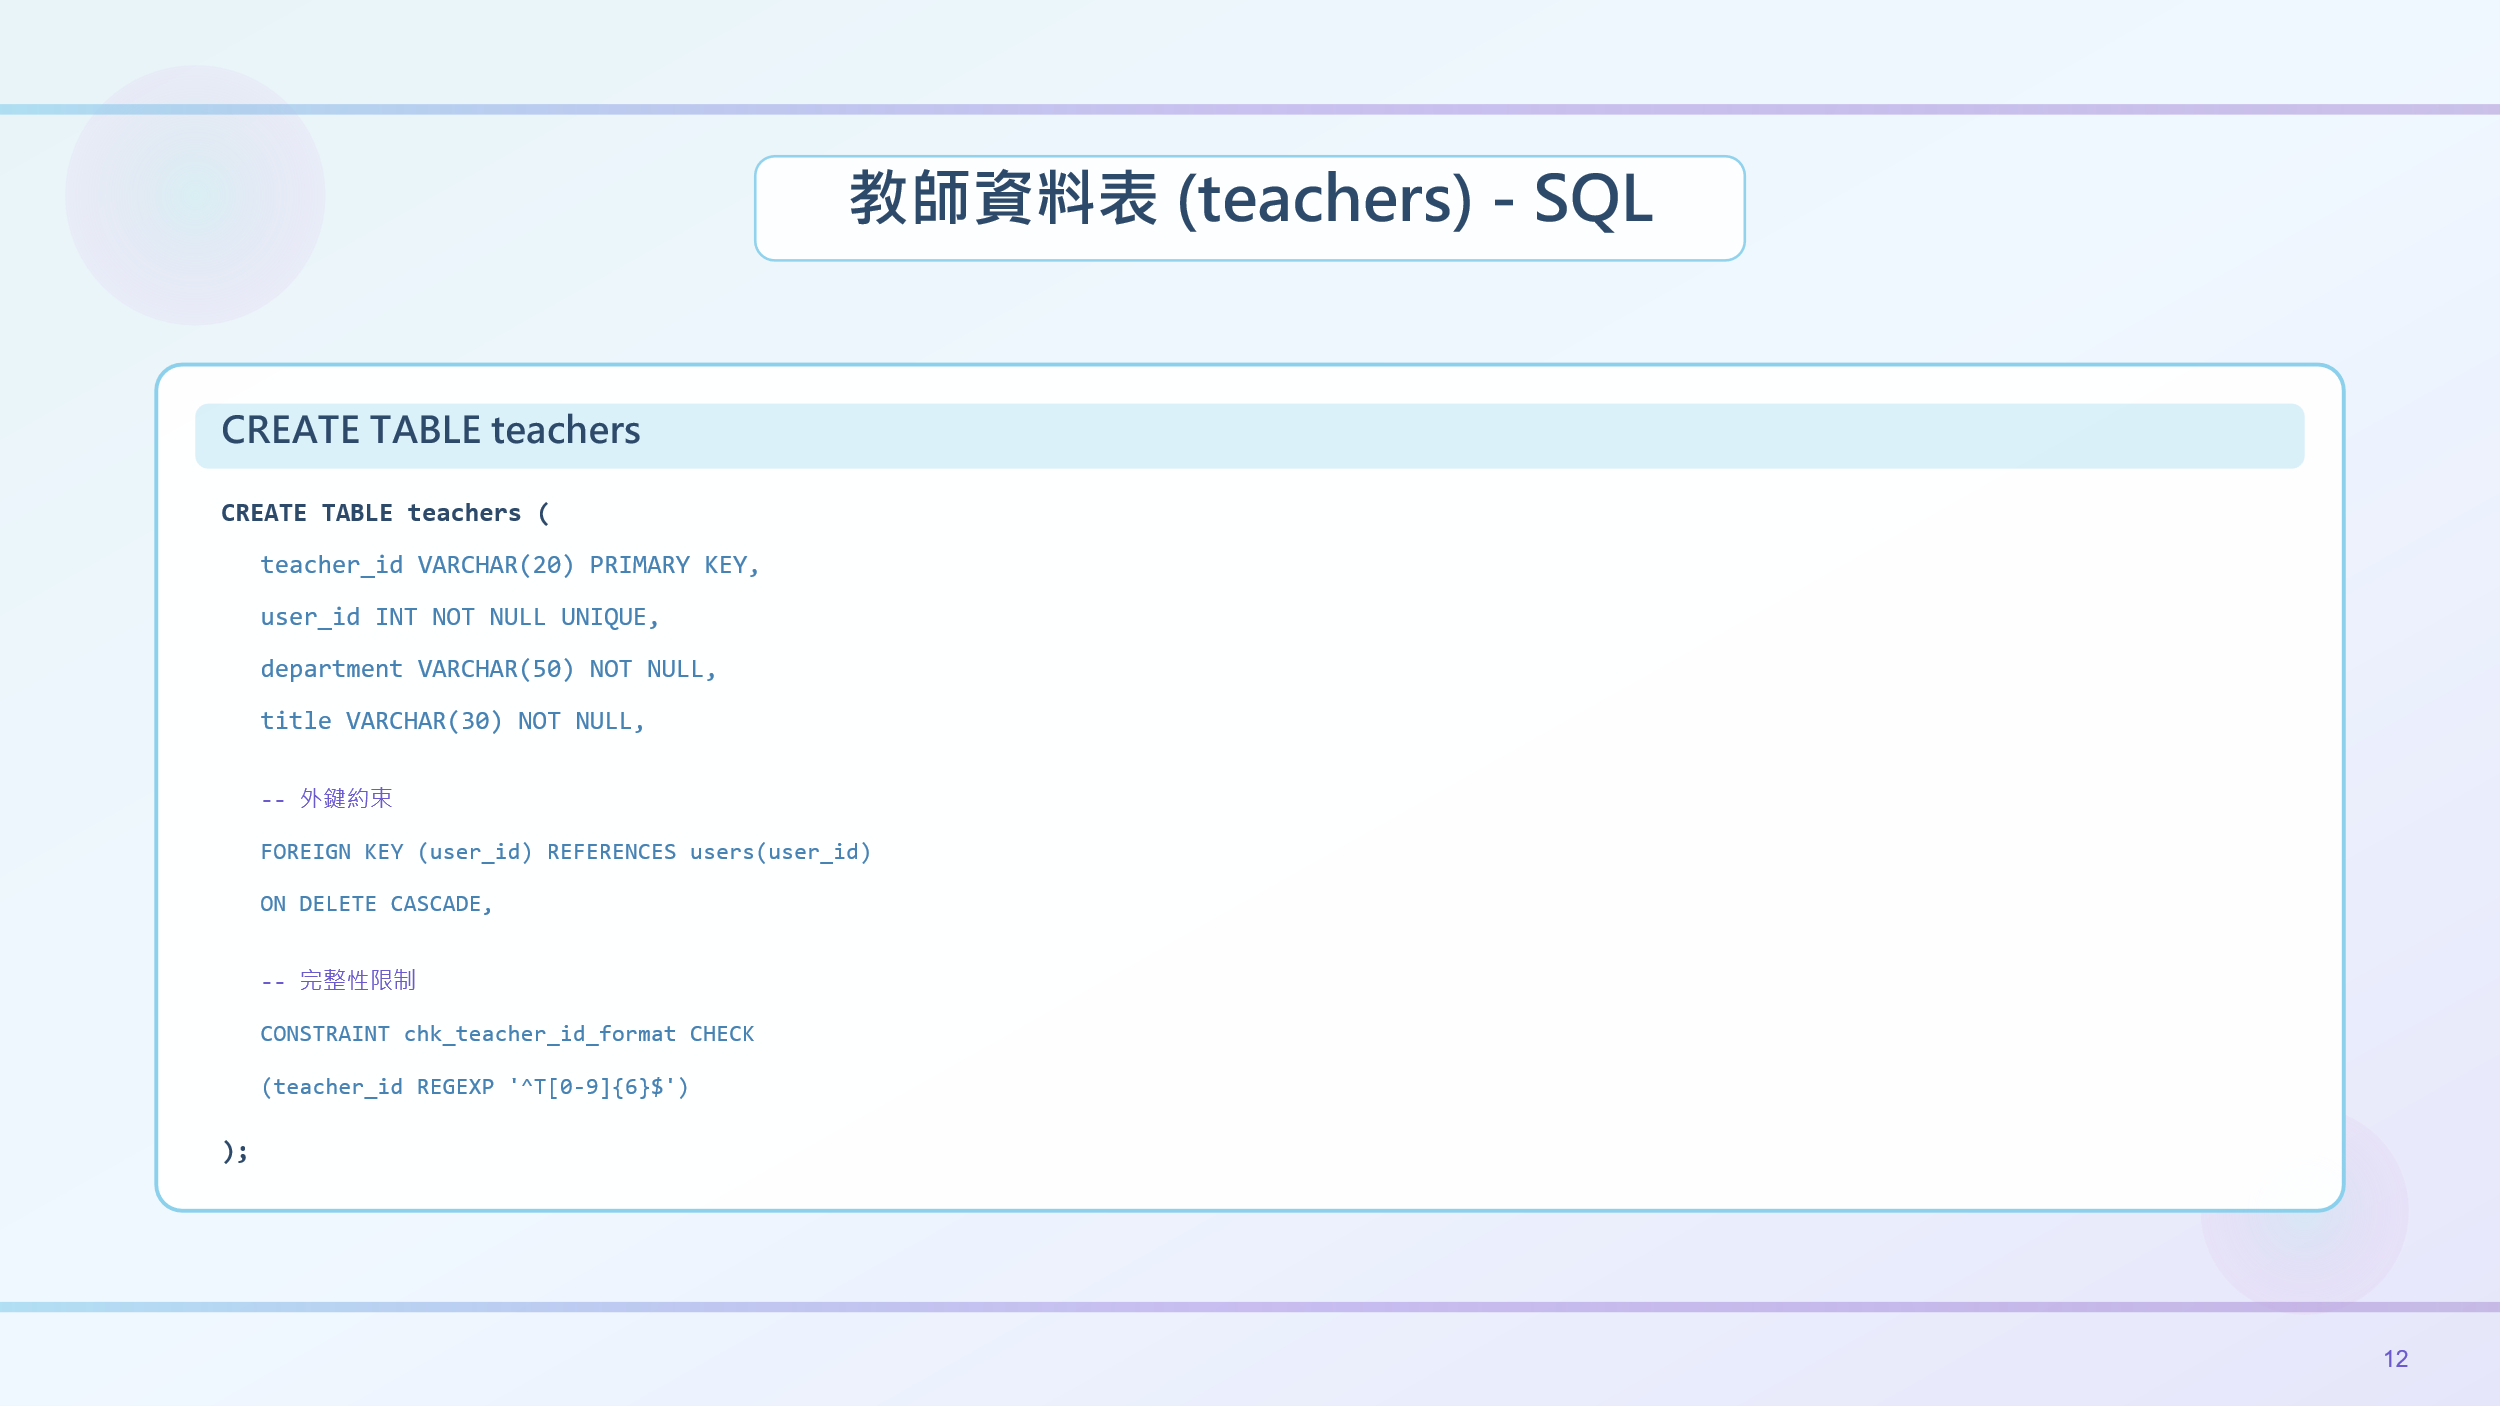 教師資料表 (teachers) - SQL
CREATE TABLE teachers
CREATE TABLE teachers (
teacher_id VARCHAR(20) PRIMARY KEY,
user_id INT NOT NULL UNIQUE,
department VARCHAR(50) NOT NULL,
title VARCHAR(30) NOT NULL,
-- 外鍵約束
FOREIGN KEY (user_id) REFERENCES users(user_id)
ON DELETE CASCADE,
-- 完整性限制
CONSTRAINT chk_teacher_id_format CHECK
(teacher_id REGEXP '^T[0-9]{6}$')
);
12